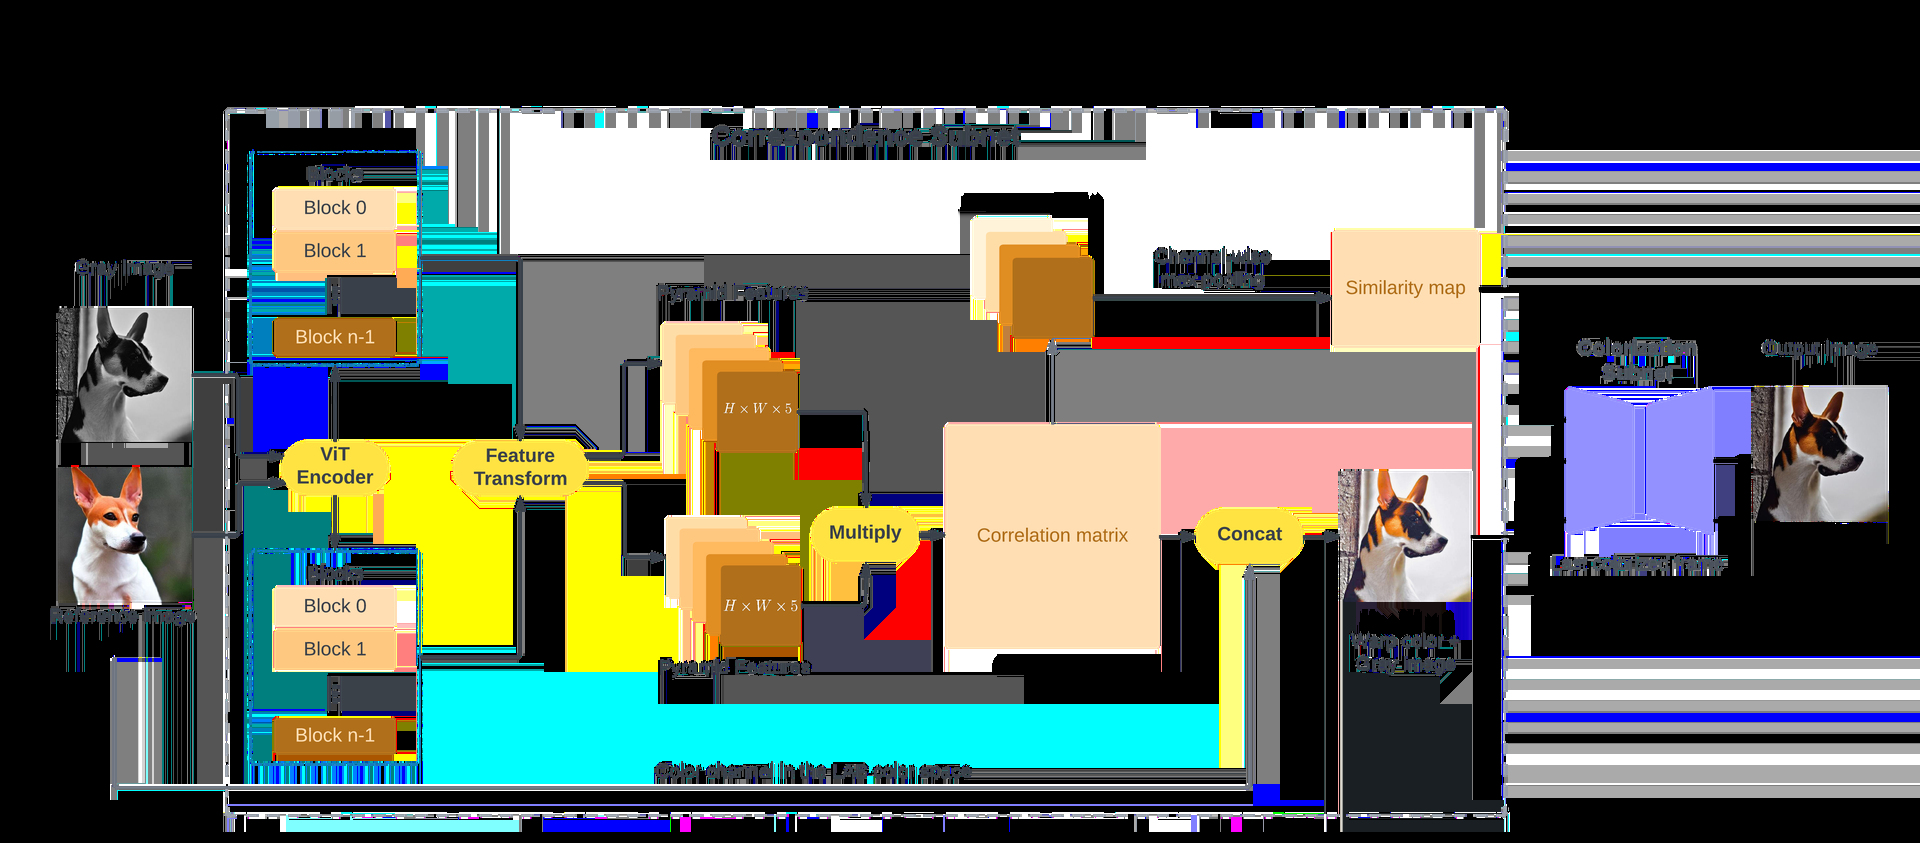 Correspondence Subnet
Blocks
Block 0
Block 1
Block n-1
Gray image
ViT
Encoder
Feature
Transform
Pyramid Features
H × W × 5
Channel-wise
max-pooling
Similarity map
Colorization
Subnet
Output image
Multiply
Correlation matrix
Concat
Reference image
Blocks
Block 0
Block 1
Block n-1
H × W × 5
Pyramid Features
Warp color +
Gray image
Color channel in the LAB color space